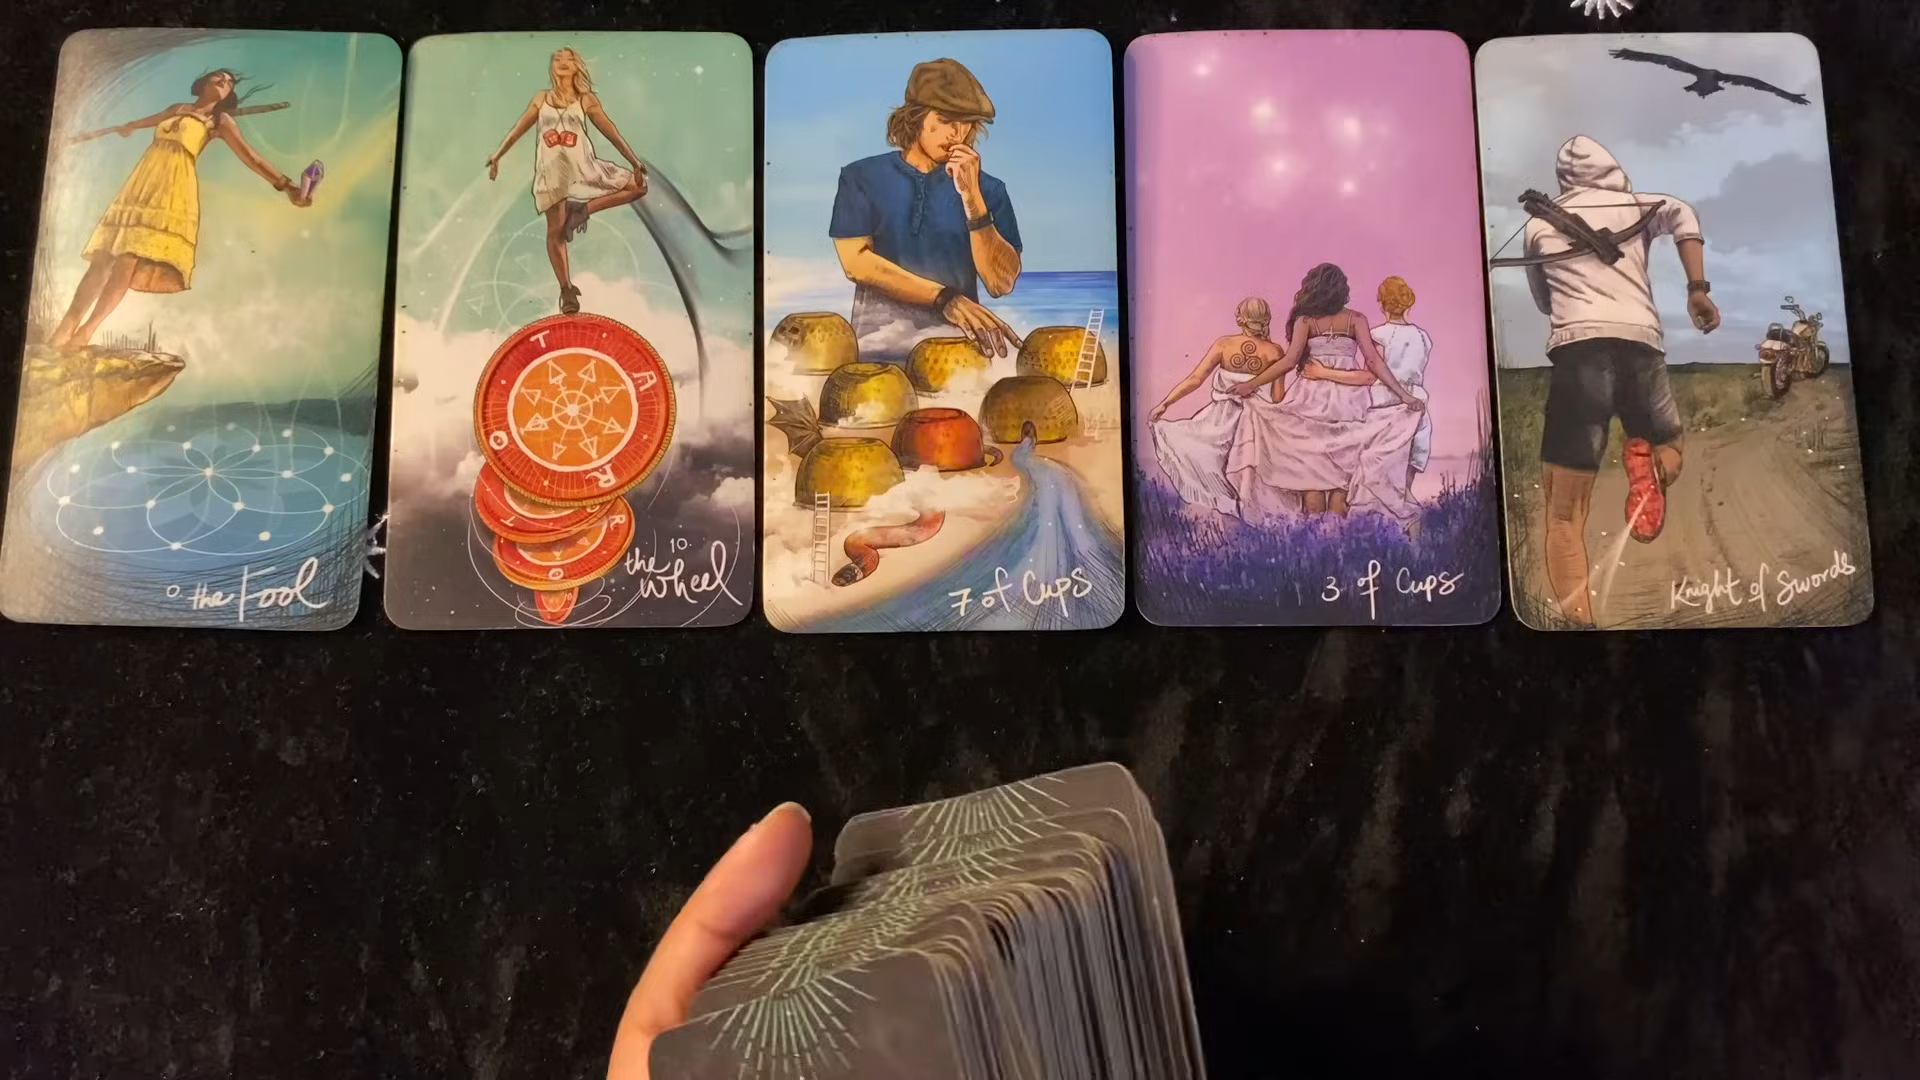 0 the Fool
T A R O
T O R
10.
the
wheel
7 of Cups
3 of Cups
Knight of Swords